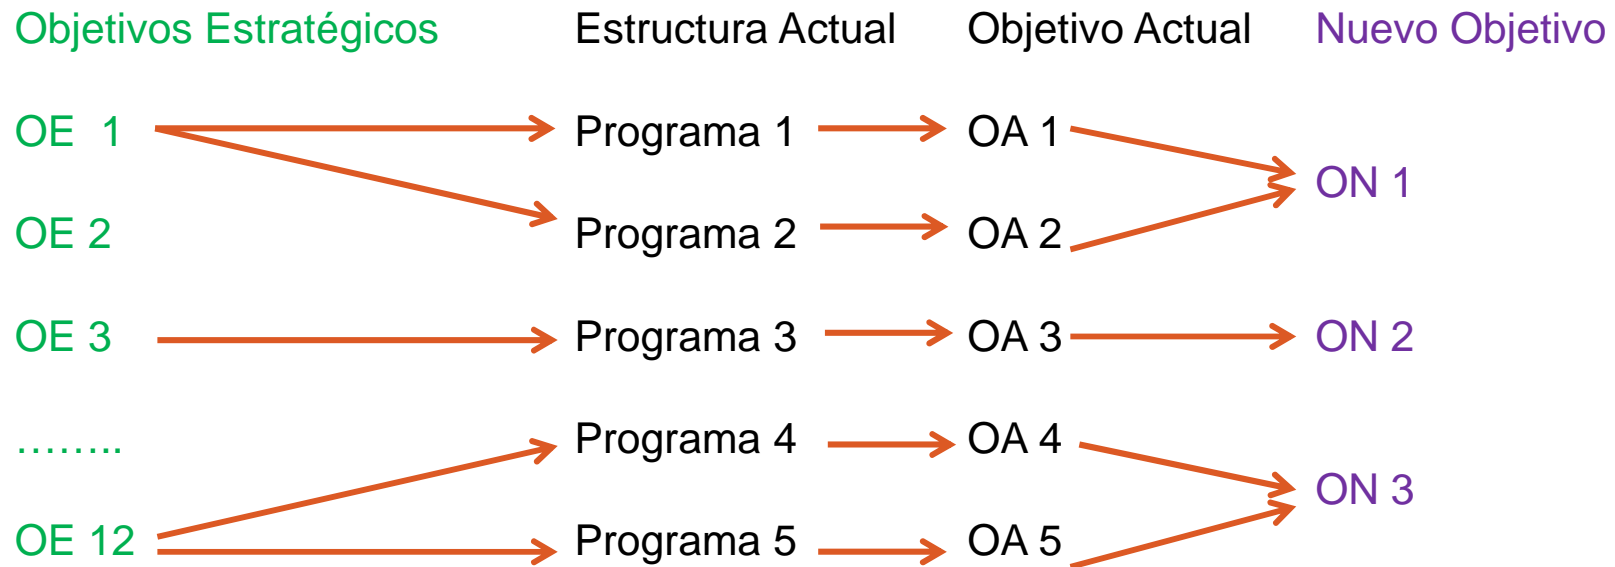 Objetivos Estratégicos Estructura Actual Objetivo Actual Nuevo Objetivo
OE 1 Programa 1 OA 1
ON 1
OE 2 Programa 2 OA 2
OE 3 Programa 3 OA 3 ON 2
…….. Programa 4 OA 4
ON 3
OE 12 Programa 5 OA 5